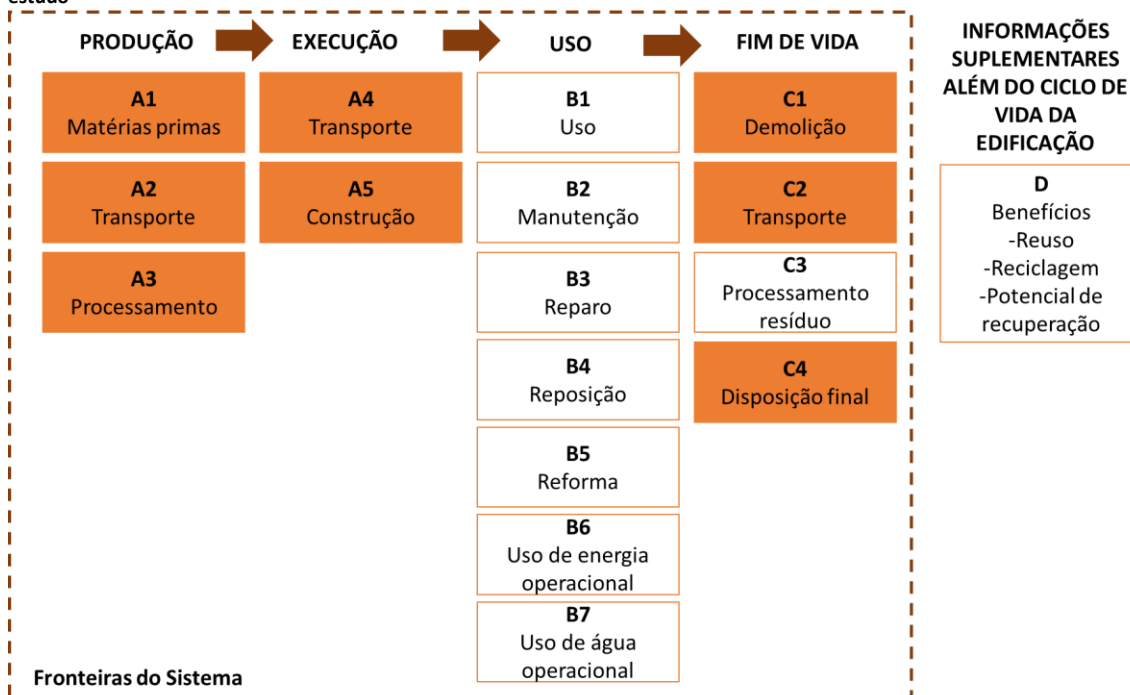 estudo
PRODUÇÃO
EXECUÇÃO
USO
FIM DE VIDA
A1
Matérias primas
A2
Transporte
A3
Processamento
A4
Transporte
A5
Construção
B1
Uso
B2
Manutenção
B3
Reparo
B4
Reposição
B5
Reforma
B6
Uso de energia
operacional
B7
Uso de água
operacional
C1
Demolição
C2
Transporte
C3
Processamento
resíduo
C4
Disposição final
Fronteiras do Sistema
INFORMAÇÕES
SUPLEMENTARES
ALÉM DO CICLO DE
VIDA DA
EDIFICAÇÃO
D
Benefícios
-Reuso
-Reciclagem
-Potencial de
recuperação